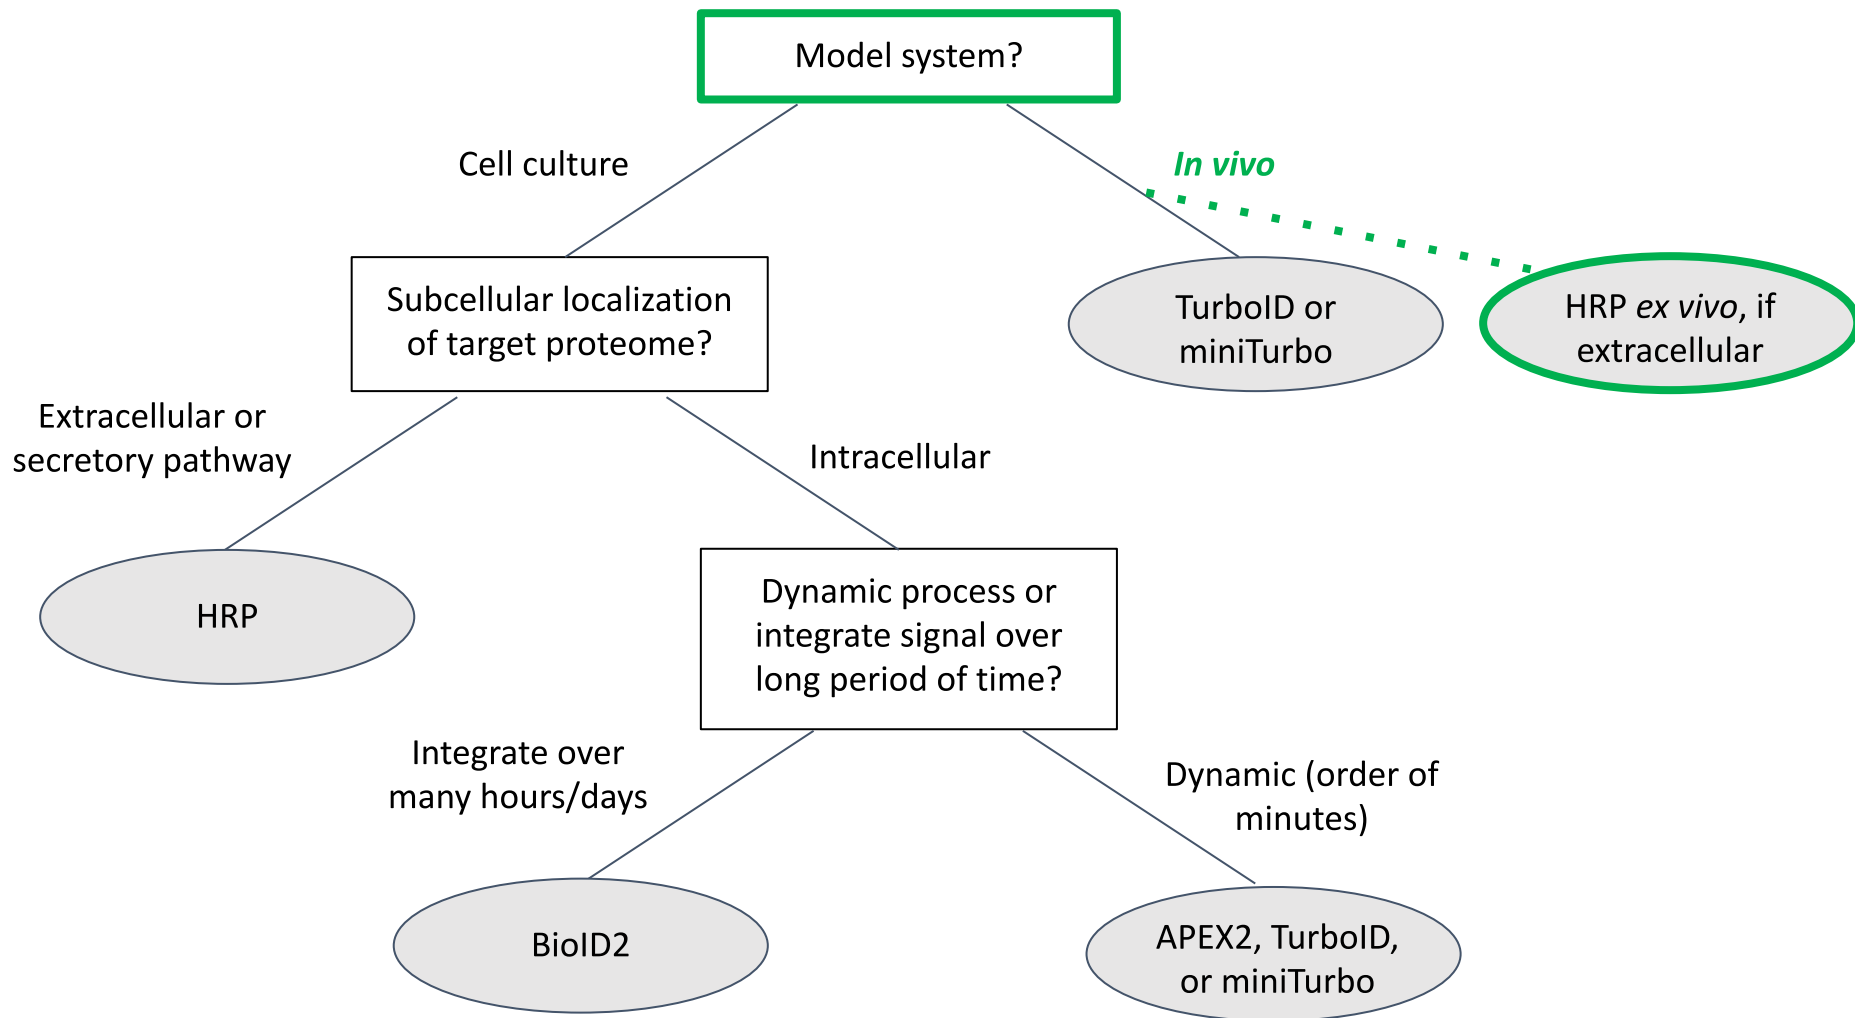 Model system?
Cell culture
In vivo
Subcellular localization
of target proteome?
TurboID or
miniTurbo
HRP ex vivo, if
extracellular
Extracellular or
secretory pathway
Intracellular
HRP
Dynamic process or
integrate signal over
long period of time?
Integrate over
many hours/days
Dynamic (order of
minutes)
BioID2
APEX2, TurboID,
or miniTurbo